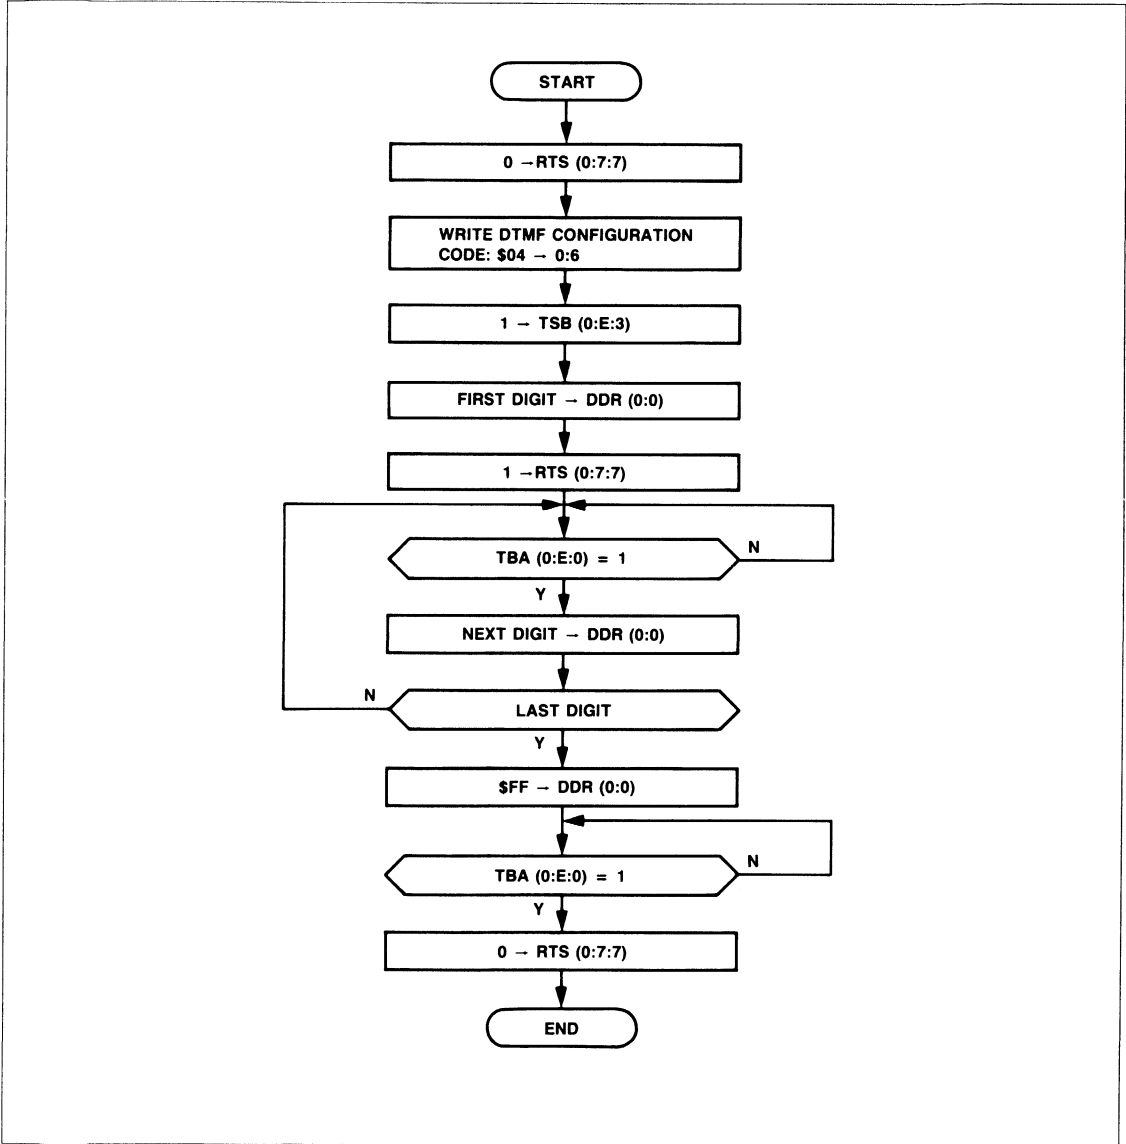 START
0 → RTS (0:7:7)
WRITE DTMF CONFIGURATION
CODE: $04 → 0:6
1 → TSB (0:E:3)
FIRST DIGIT → DDR (0:0)
1 → RTS (0:7:7)
TBA (0:E:0) = 1
N
Y
NEXT DIGIT → DDR (0:0)
N
LAST DIGIT
Y
$FF → DDR (0:0)
TBA (0:E:0) = 1
N
Y
0 → RTS (0:7:7)
END